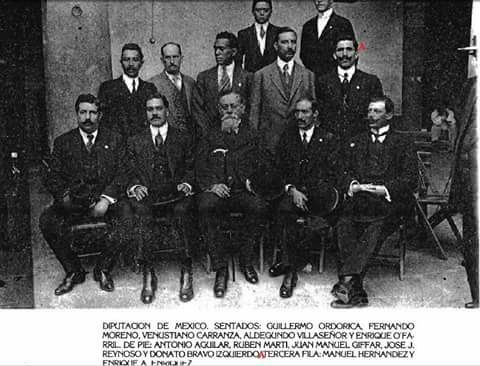 A
DIPUTACION DE MEXICO. SENTADOS: GUILLERMO ORDORICA, FERNANDO
MORENO, VENUSTIANO CARRANZA, ALDEGUNDO VILLASEÑOR Y ENRIQUE O'FA-
RRIL. DE PIE: ANTONIO AGUILAR, RUBEN MARTI, JUAN MANUEL GIFFAR, JOSE J.
REYNOSO Y DONATO BRAVO IZQUIERDO TERCERA FILA: MANUEL HERNANDEZ Y
ENRIQUE A. ENRIQUEZ